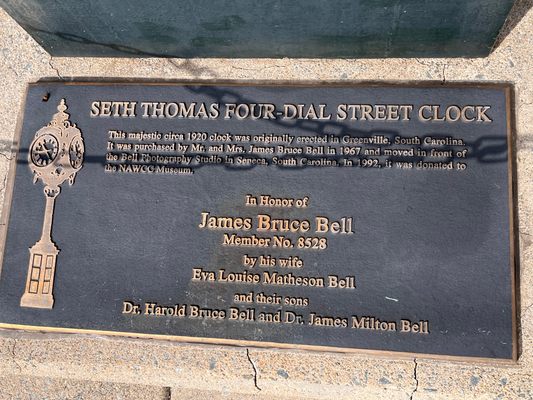 SETH THOMAS FOUR-DIAL STREET CLOCK
This majestic circa 1920 clock was originally erected in Greenville, South Carolina.
It was purchased by Mr. and Mrs. James Bruce Bell in 1967 and moved in front of
the Bell Photography Studio in Seneca, South Carolina. In 1992, it was donated to
the NAWCC Museum.
In Honor of
James Bruce Bell
Member No. 8528
by his wife
Eva Louise Matheson Bell
and their sons
Dr. Harold Bruce Bell and Dr. James Milton Bell